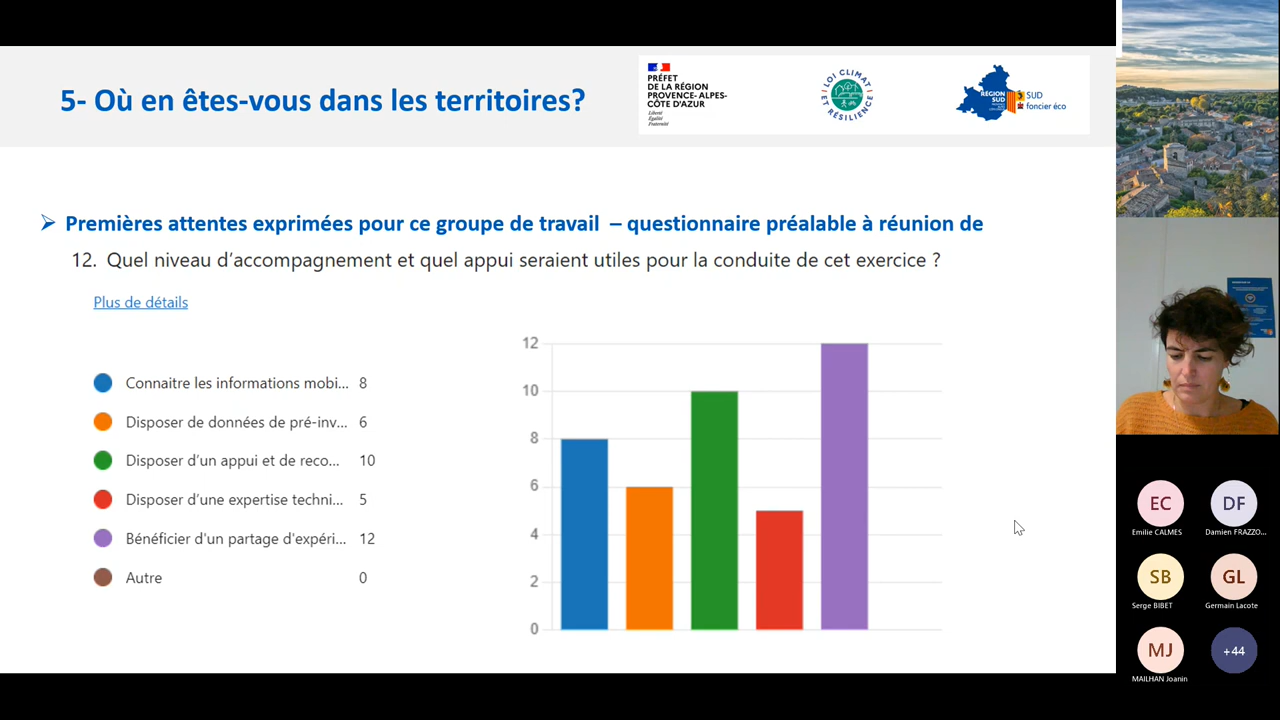 5- Où en êtes-vous dans les territoires?
PRÉFET
DE LA RÉGION
PROVENCE- ALPES-
CÔTE D'AZUR
Liberté
Égalité
Fraternité
LOI CLIMAT
ET RÉSILIENCE
RÉGION
SUD
SUD
foncier éco
➢ Premières attentes exprimées pour ce groupe de travail – questionnaire préalable à réunion de
12. Quel niveau d'accompagnement et quel appui seraient utiles pour la conduite de cet exercice ?
Plus de détails
Connaitre les informations mobi... 8
Disposer de données de pré-inv... 6
Disposer d'un appui et de reco... 10
Disposer d'une expertise techni... 5
Bénéficier d'un partage d'expéri... 12
Autre 0
12
10
8
6
4
2
0
EC
DF
Emilie CALMES
Damien FRAZZO...
SB
GL
Serge BIBET
Germain Lacote
MJ
+44
MAILHAN Joanin